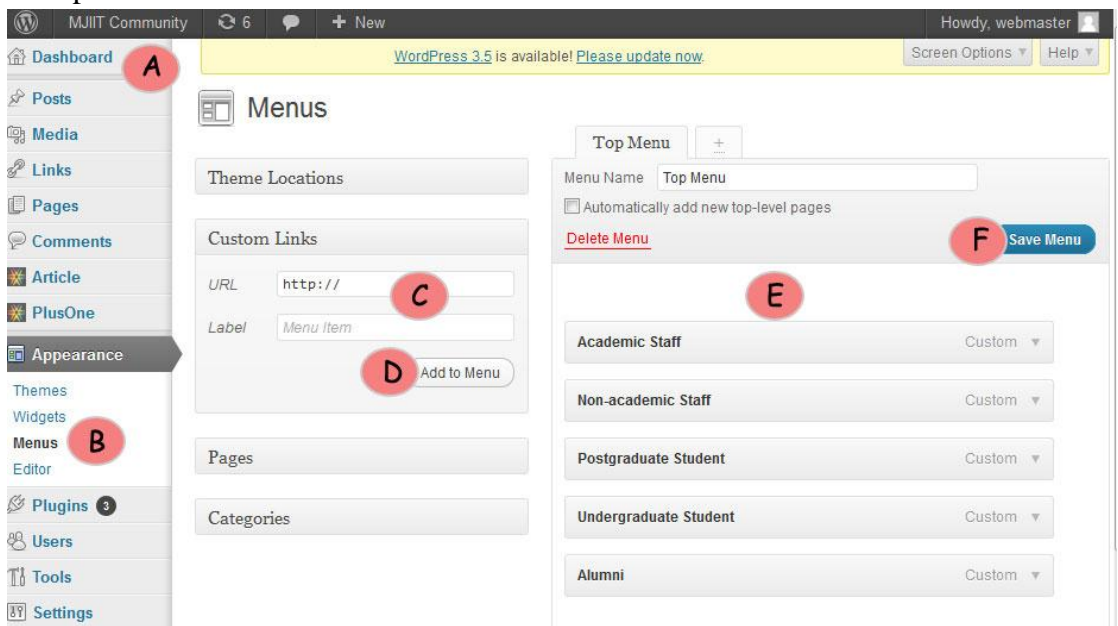 MJIIT Community 6 + New Howdy, webmaster
WordPress 3.5 is available! Please update now.
Screen Options Help
Dashboard
Posts
Media
Links
Pages
Comments
Article
PlusOne
Appearance
Themes
Widgets
Menus
Editor
Plugins 3
Users
Tools
Settings
A
B
Menus
Theme Locations
Custom Links
URL http://
C
Label Menu Item
D
Add to Menu
Pages
Categories
Top Menu +
Menu Name Top Menu
Automatically add new top-level pages
Delete Menu
F
Save Menu
E
Academic Staff Custom
Non-academic Staff Custom
Postgraduate Student Custom
Undergraduate Student Custom
Alumni Custom